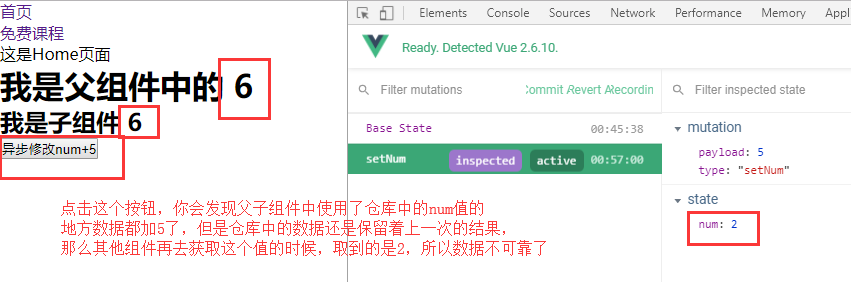 首页
免费课程
这是Home页面
我是父组件中的 6
我是子组件 6
异步修改num+5
点击这个按钮，你会发现父子组件中使用了仓库中的num值的
地方数据都加5了，但是仓库中的数据还是保留着上一次的结果，
那么其他组件再去获取这个值的时候，取到的是2，所以数据不可靠了
Elements Console Sources Network Performance Memory App
Ready. Detected Vue 2.6.10.
Filter mutations Commit Revert Recordin
Filter inspected state
Base State 00:45:38
setNum inspected active 00:57:00
mutation
payload: 5
type: "setNum"
state
num: 2